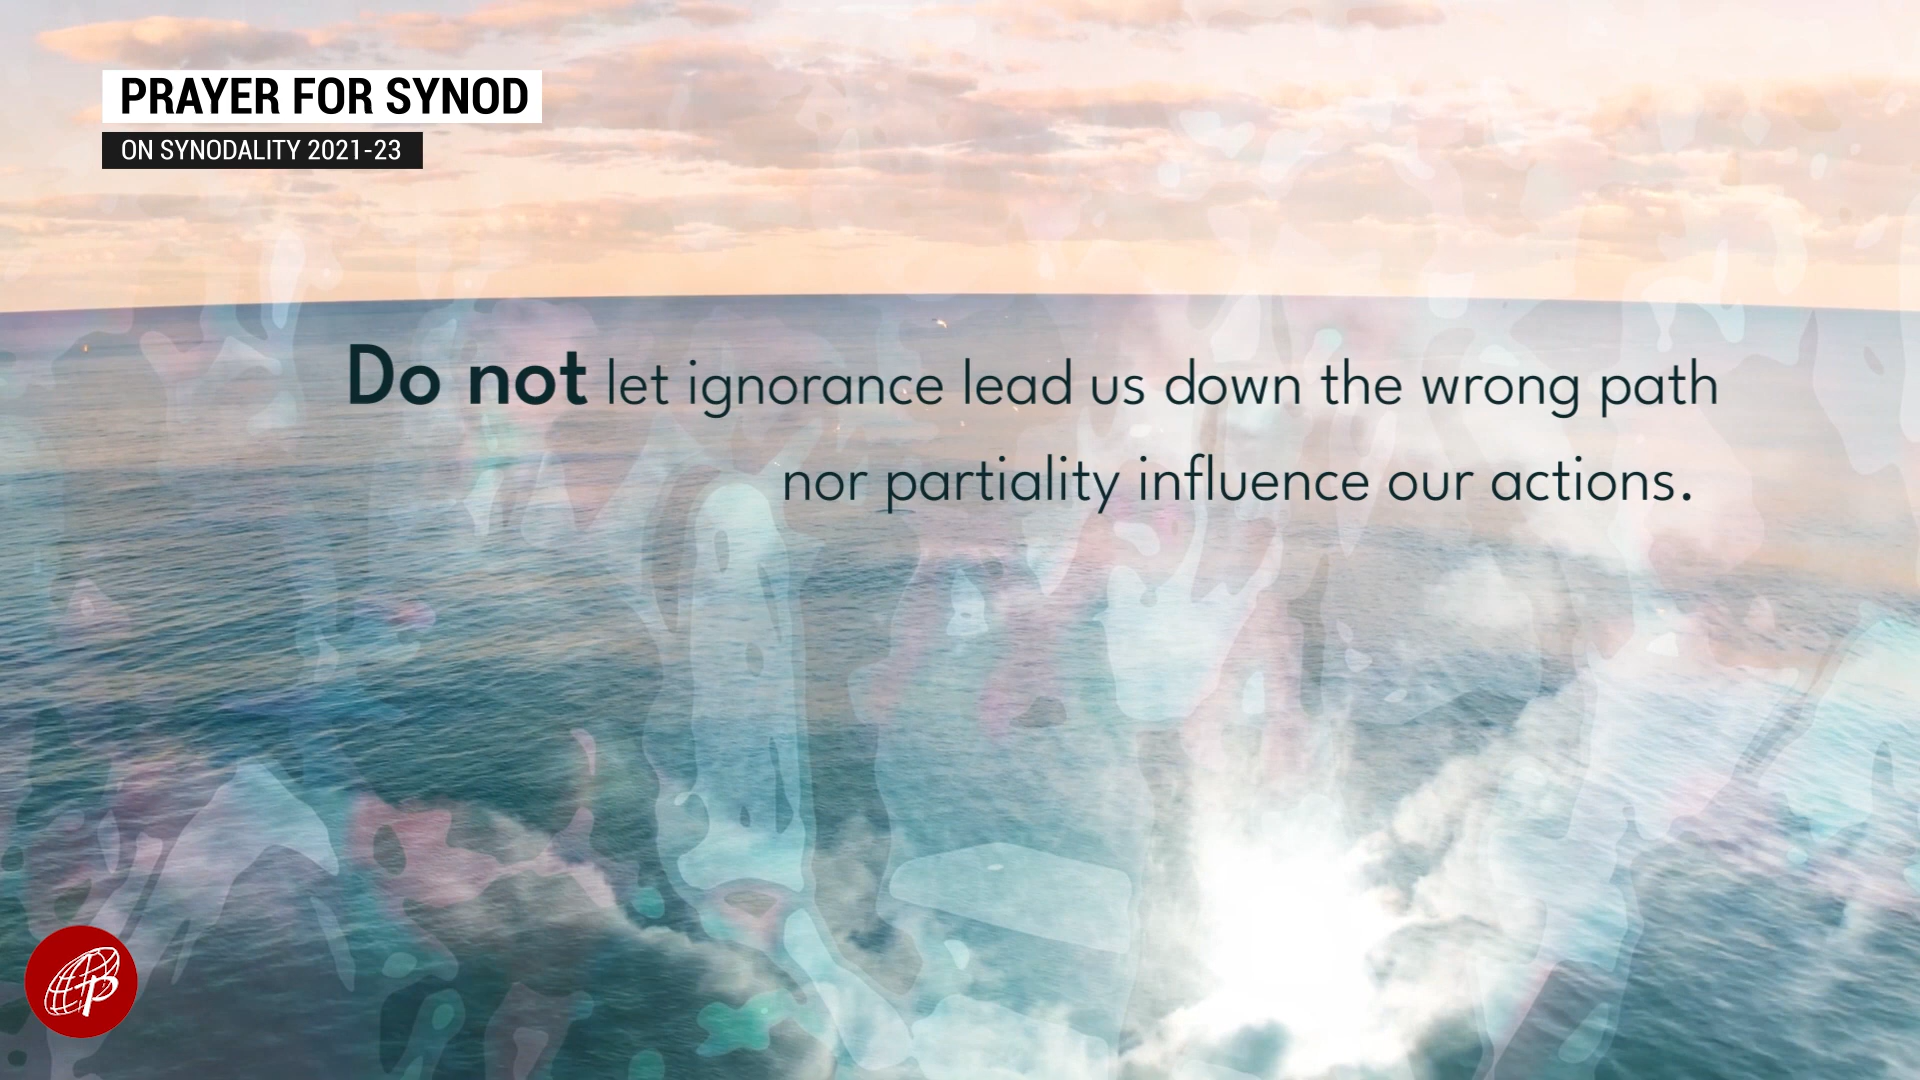 PRAYER FOR SYNOD
ON SYNODALITY 2021-23
Do not let ignorance lead us down the wrong path
nor partiality influence our actions.